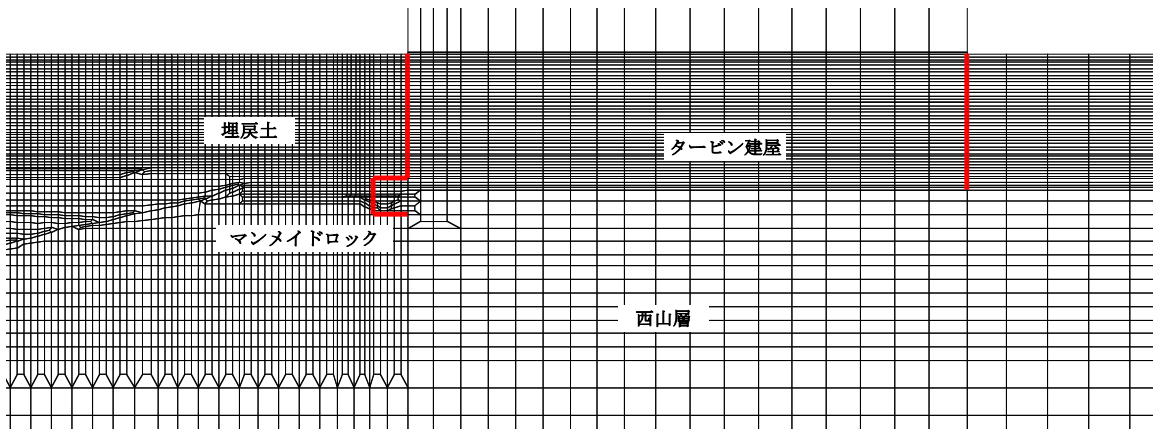 埋戻土
タービン建屋
マンメイドロック
西山層